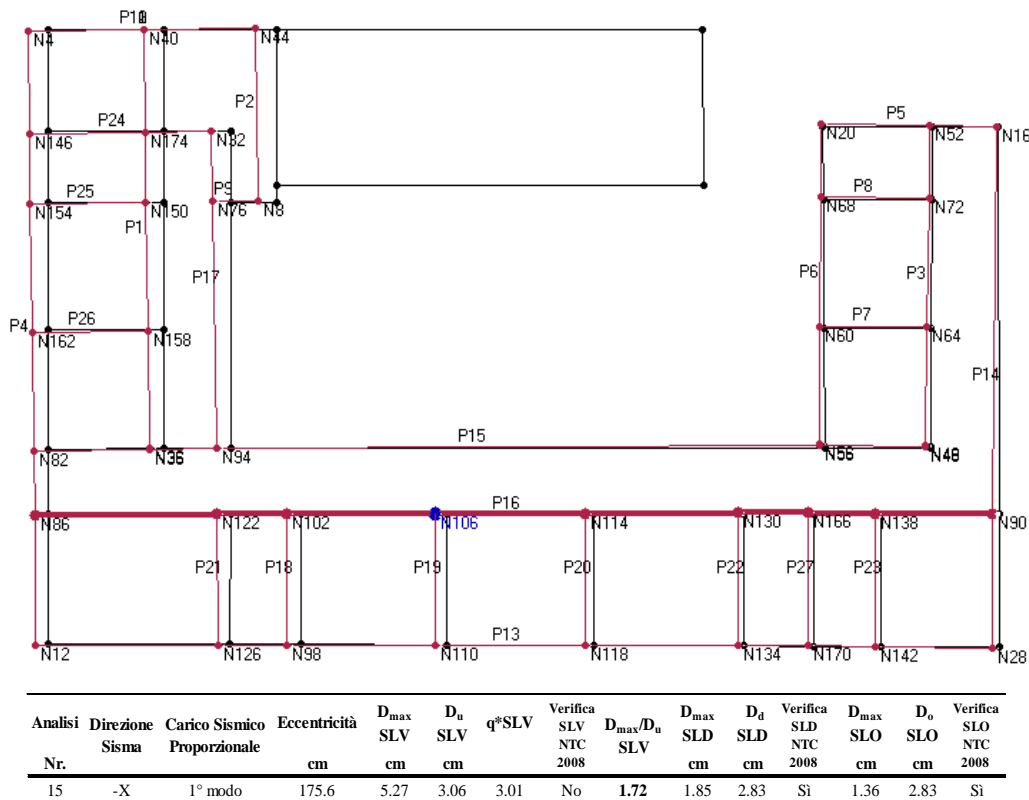 N4 P10 N40 N44
P2
P24
N146 N174 N32
P25 P9
N154 P1 N150 N76 N8
P17
P4 P26
N162 N158
N82 N36 N94 P15
P5
N20 N52 N16
P8
N68 N72
P6 P3
P7
N60 N64
P14
N56 N48
P16
N86 N122 N102 N106 N114 N130 N166 N138 N90
P21 P18 P19 P20 P22 P27 P23
P13
N12 N126 N98 N110 N118 N134 N170 N142 N28
Analisi Nr. Direzione Sisma Carico Sismico Proporzionale Eccentricità cm Dmax SLV cm Du SLV cm q*SLV Verifica SLV NTC 2008 Dmax/Du SLV Dmax SLD cm Dd SLD cm Verifica SLD NTC 2008 Dmax SLO cm Do SLO cm Verifica SLO NTC 2008
15 -X 1° modo 175.6 5.27 3.06 3.01 No 1.72 1.85 2.83 Sì 1.36 2.83 Sì